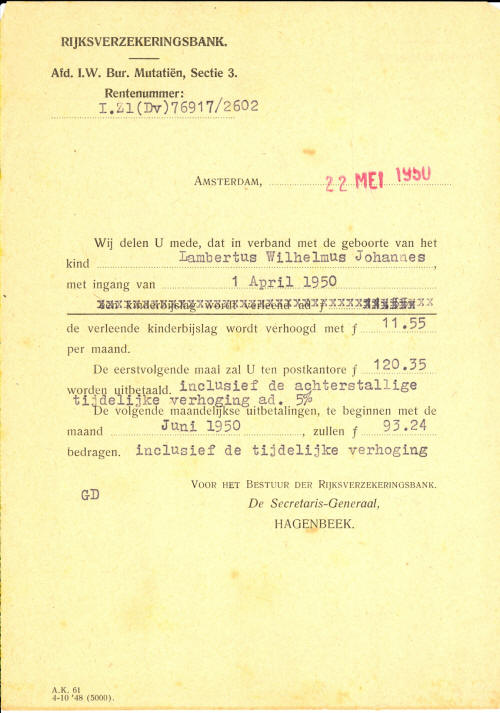 RIJKSVERZEKERINGSBANK.
Afd. I.W. Bur. Mutatiën, Sectie 3.
Rentenummer:
I.Zl(Dv)76917/2602
AMSTERDAM, 22 MEI 1950
Wij delen U mede, dat in verband met de geboorte van het
kind Lambertus Wilhelmus Johannes,
met ingang van 1 April 1950
kinderbijslag wordt verleend ad f
de verleende kinderbijslag wordt verhoogd met f 11.55
per maand.
De eerstvolgende maal zal U ten postkantore f 120.35
worden uitbetaald. inclusief de achterstallige
tijdelijke verhoging ad. 5%
De volgende maandelijkse uitbetalingen, te beginnen met de
maand Juni 1950, zullen f 93.24
bedragen. inclusief de tijdelijke verhoging
VOOR HET BESTUUR DER RIJKSVERZEKERINGSBANK.
De Secretaris-Generaal,
GD
HAGENBEEK.
A.K. 61
4-10 '48 (5000).